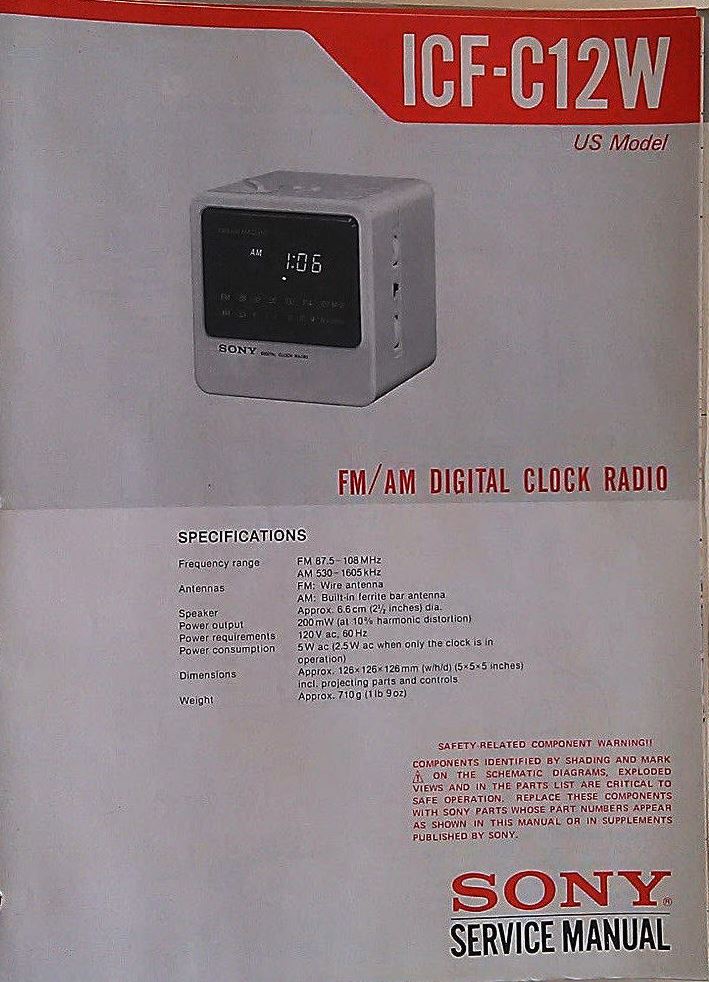 ICF-C12W
US Model
AM 1:06
SONY DIGITAL CLOCK RADIO
FM/AM DIGITAL CLOCK RADIO
SPECIFICATIONS
Frequency range FM 87.5–108 MHz
AM 530–1605 kHz
Antennas FM: Wire antenna
AM: Built-in ferrite bar antenna
Speaker Approx. 6.6 cm (2½ inches) dia.
Power output 200 mW (at 10% harmonic distortion)
Power requirements 120 V ac, 60 Hz
Power consumption 5 W ac (2.5 W ac when only the clock is in
operation)
Dimensions Approx. 126×126×126 mm (w/h/d) (5×5×5 inches)
incl. projecting parts and controls
Weight Approx. 710 g (1 lb 9 oz)
SAFETY-RELATED COMPONENT WARNING!!
COMPONENTS IDENTIFIED BY SHADING AND MARK
⚠ ON THE SCHEMATIC DIAGRAMS, EXPLODED
VIEWS AND IN THE PARTS LIST ARE CRITICAL TO
SAFE OPERATION. REPLACE THESE COMPONENTS
WITH SONY PARTS WHOSE PART NUMBERS APPEAR
AS SHOWN IN THIS MANUAL OR IN SUPPLEMENTS
PUBLISHED BY SONY.
SONY®
SERVICE MANUAL